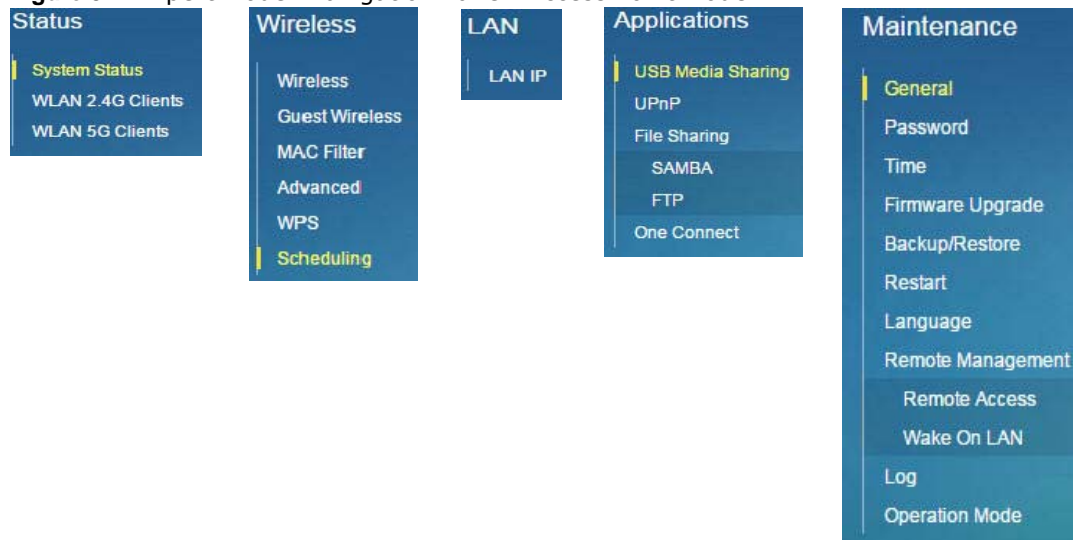 Status
System Status
WLAN 2.4G Clients
WLAN 5G Clients
Wireless
Wireless
Guest Wireless
MAC Filter
Advanced
WPS
Scheduling
LAN
LAN IP
Applications
USB Media Sharing
UPnP
File Sharing
SAMBA
FTP
One Connect
Maintenance
General
Password
Time
Firmware Upgrade
Backup/Restore
Restart
Language
Remote Management
Remote Access
Wake On LAN
Log
Operation Mode